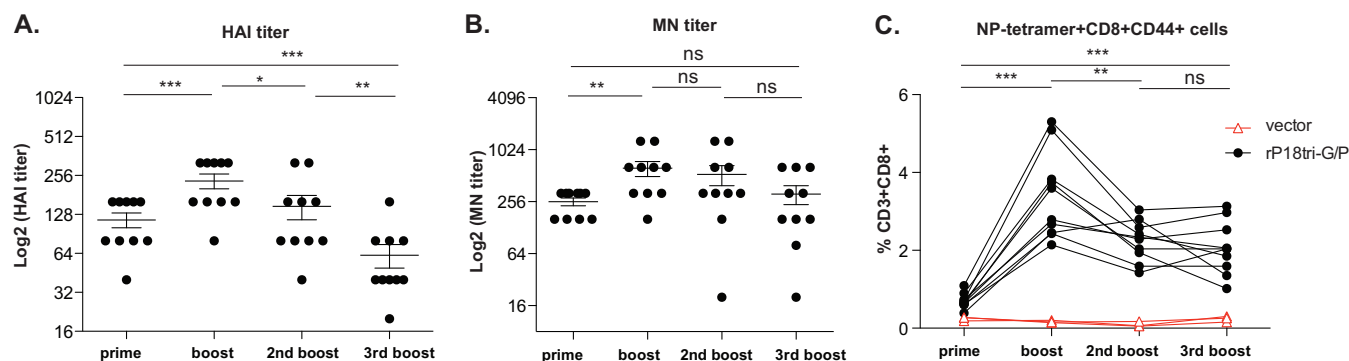 A.
HAI titer
***
***
*
**
Log2 (HAI titer)
1024
512
256
128
64
32
16
prime boost 2nd boost 3rd boost
B.
MN titer
ns
**
ns
ns
Log2 (MN titer)
4096
1024
256
64
16
prime boost 2nd boost 3rd boost
C.
NP-tetramer+CD8+CD44+ cells
***
***
**
ns
% CD3+CD8+
6
4
2
0
prime boost 2nd boost 3rd boost
vector
rP18tri-G/P